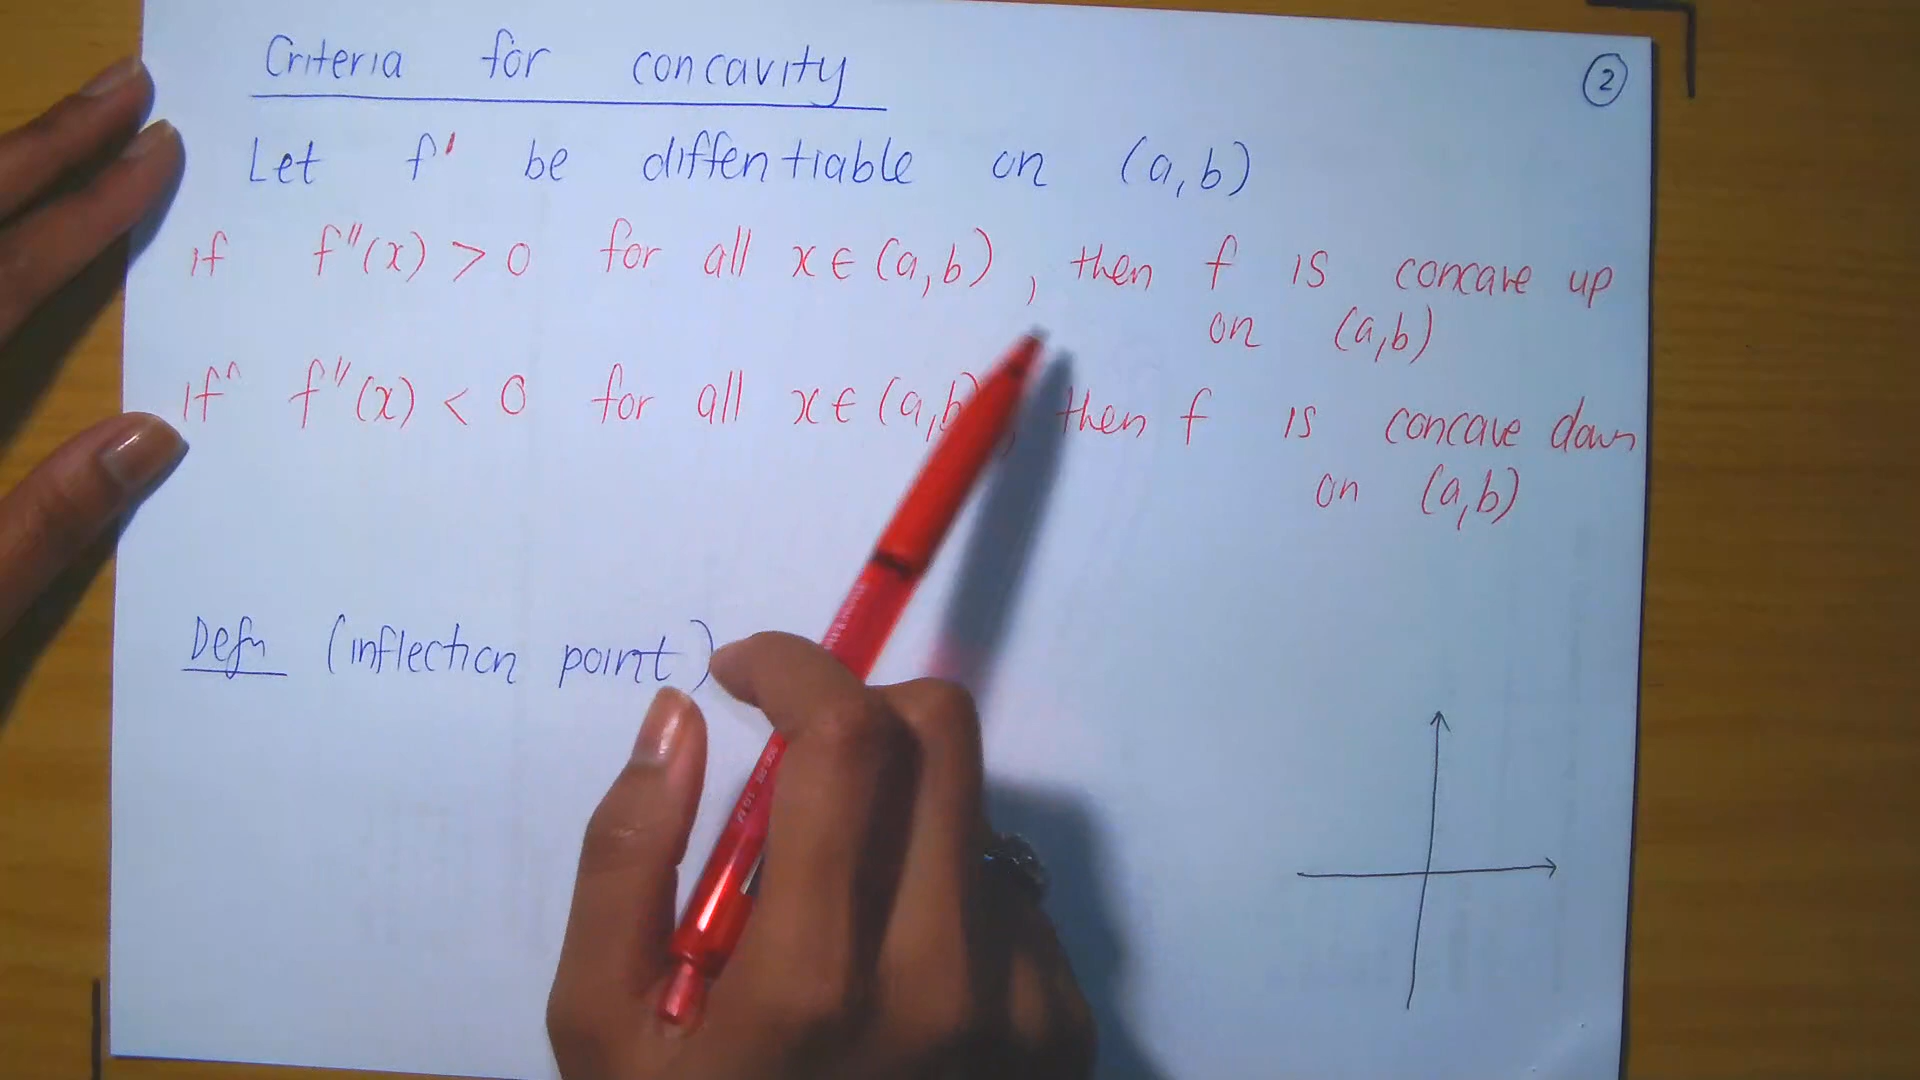 Criteria for concavity
2
Let f' be diffentiable on (a,b)
if f''(x) > 0 for all x ∈ (a,b), then f is concave up
on (a,b)
if f''(x) < 0 for all x ∈ (a,b, then f is concave down
on (a,b)
Defn (inflection point)